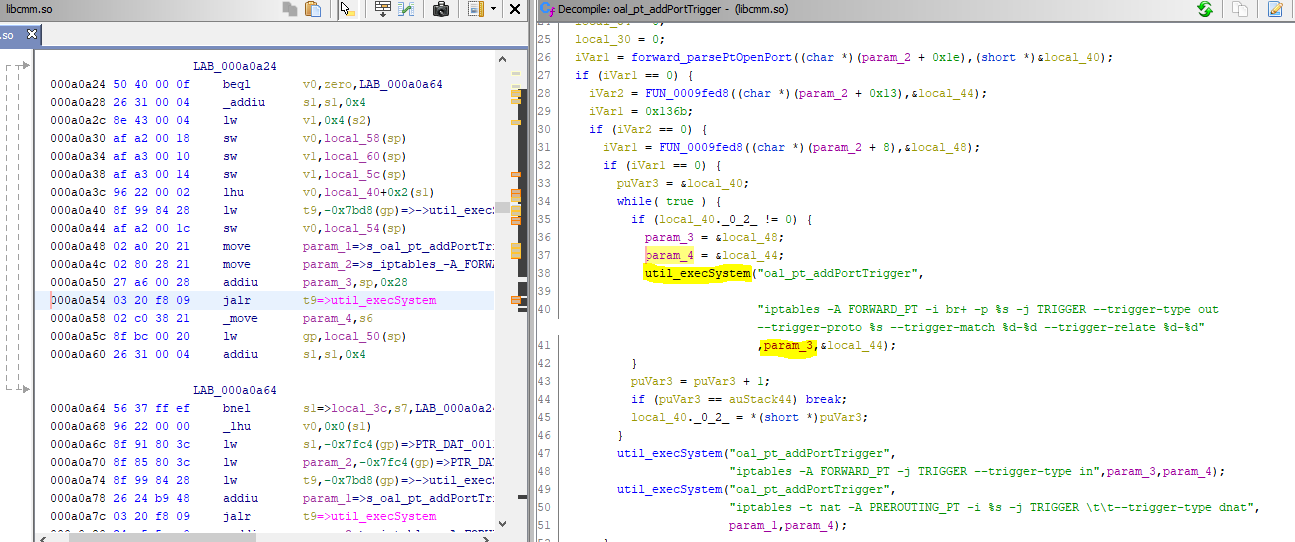 libcmm.so
Decompile: oal_pt_addPortTrigger - (libcmm.so)
.so
LAB_000a0a24
000a0a24 50 40 00 0f beql v0,zero,LAB_000a0a64
000a0a28 26 31 00 04 _addiu s1,s1,0x4
000a0a2c 8e 43 00 04 lw v1,0x4(s2)
000a0a30 af a2 00 18 sw v0,local_58(sp)
000a0a34 af a3 00 10 sw v1,local_60(sp)
000a0a38 af a3 00 14 sw v1,local_5c(sp)
000a0a3c 96 22 00 02 lhu v0,local_40+0x2(s1)
000a0a40 8f 99 84 28 lw t9,-0x7bd8(gp)=>->util_execS
000a0a44 af a2 00 1c sw v0,local_54(sp)
000a0a48 02 a0 20 21 move param_1=>s_oal_pt_addPortTri
000a0a4c 02 80 28 21 move param_2=>s_iptables_-A_FORWA
000a0a50 27 a6 00 28 addiu param_3,sp,0x28
000a0a54 03 20 f8 09 jalr t9=>util_execSystem
000a0a58 02 c0 38 21 _move param_4,s6
000a0a5c 8f bc 00 20 lw gp,local_50(sp)
000a0a60 26 31 00 04 addiu s1,s1,0x4
LAB_000a0a64
000a0a64 56 37 ff ef bnel s1=>local_3c,s7,LAB_000a0a24
000a0a68 96 22 00 00 _lhu v0,0x0(s1)
000a0a6c 8f 91 80 3c lw s1,-0x7fc4(gp)=>PTR_DAT_001
000a0a70 8f 85 80 3c lw param_2,-0x7fc4(gp)=>PTR_DA
000a0a74 8f 99 84 28 lw t9,-0x7bd8(gp)=>->util_exec
000a0a78 26 24 b9 48 addiu param_1=>s_oal_pt_addPortTri
000a0a7c 03 20 f8 09 jalr t9=>util_execSystem
25 local_30 = 0;
26 iVar1 = forward_parsePtOpenPort((char *)(param_2 + 0x1e),(short *)&local_40);
27 if (iVar1 == 0) {
28 iVar2 = FUN_0009fed8((char *)(param_2 + 0x13),&local_44);
29 iVar1 = 0x136b;
30 if (iVar2 == 0) {
31 iVar1 = FUN_0009fed8((char *)(param_2 + 8),&local_48);
32 if (iVar1 == 0) {
33 puVar3 = &local_40;
34 while( true ) {
35 if (local_40._0_2_ != 0) {
36 param_3 = &local_48;
37 param_4 = &local_44;
38 util_execSystem("oal_pt_addPortTrigger",
39
40 "iptables -A FORWARD_PT -i br+ -p %s -j TRIGGER --trigger-type out
--trigger-proto %s --trigger-match %d-%d --trigger-relate %d-%d"
41 ,param_3,&local_44);
42 }
43 puVar3 = puVar3 + 1;
44 if (puVar3 == auStack44) break;
45 local_40._0_2_ = *(short *)puVar3;
46 }
47 util_execSystem("oal_pt_addPortTrigger",
48 "iptables -A FORWARD_PT -j TRIGGER --trigger-type in",param_3,param_4);
49 util_execSystem("oal_pt_addPortTrigger",
50 "iptables -t nat -A PREROUTING_PT -i %s -j TRIGGER \t\t--trigger-type dnat",
51 param_1,param_4);